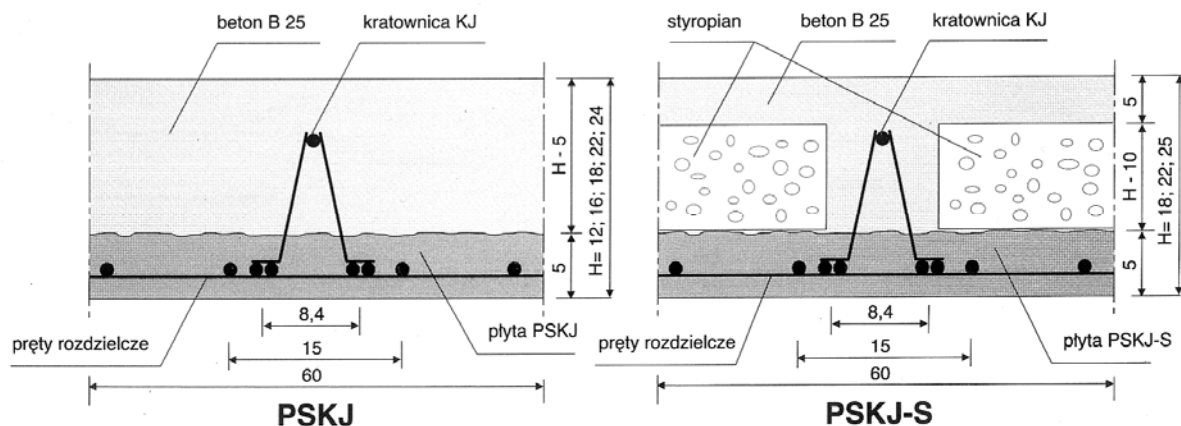 beton B 25
kratownica KJ
H - 5
5
H= 12; 16; 18; 22; 24
8,4
pręty rozdzielcze
płyta PSKJ
15
60
PSKJ
styropian
beton B 25
kratownica KJ
5
H - 10
5
H= 18; 22; 25
8,4
pręty rozdzielcze
płyta PSKJ-S
15
60
PSKJ-S